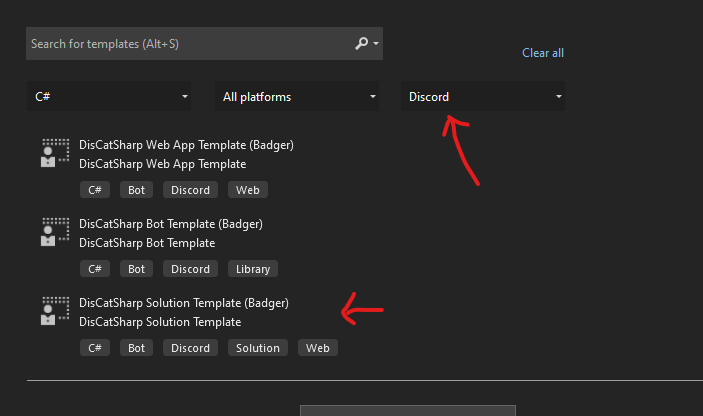 Search for templates (Alt+S)
Clear all
C# All platforms Discord
DisCatSharp Web App Template (Badger)
DisCatSharp Web App Template
C# Bot Discord Web
DisCatSharp Bot Template (Badger)
DisCatSharp Bot Template
C# Bot Discord Library
DisCatSharp Solution Template (Badger)
DisCatSharp Solution Template
C# Bot Discord Solution Web